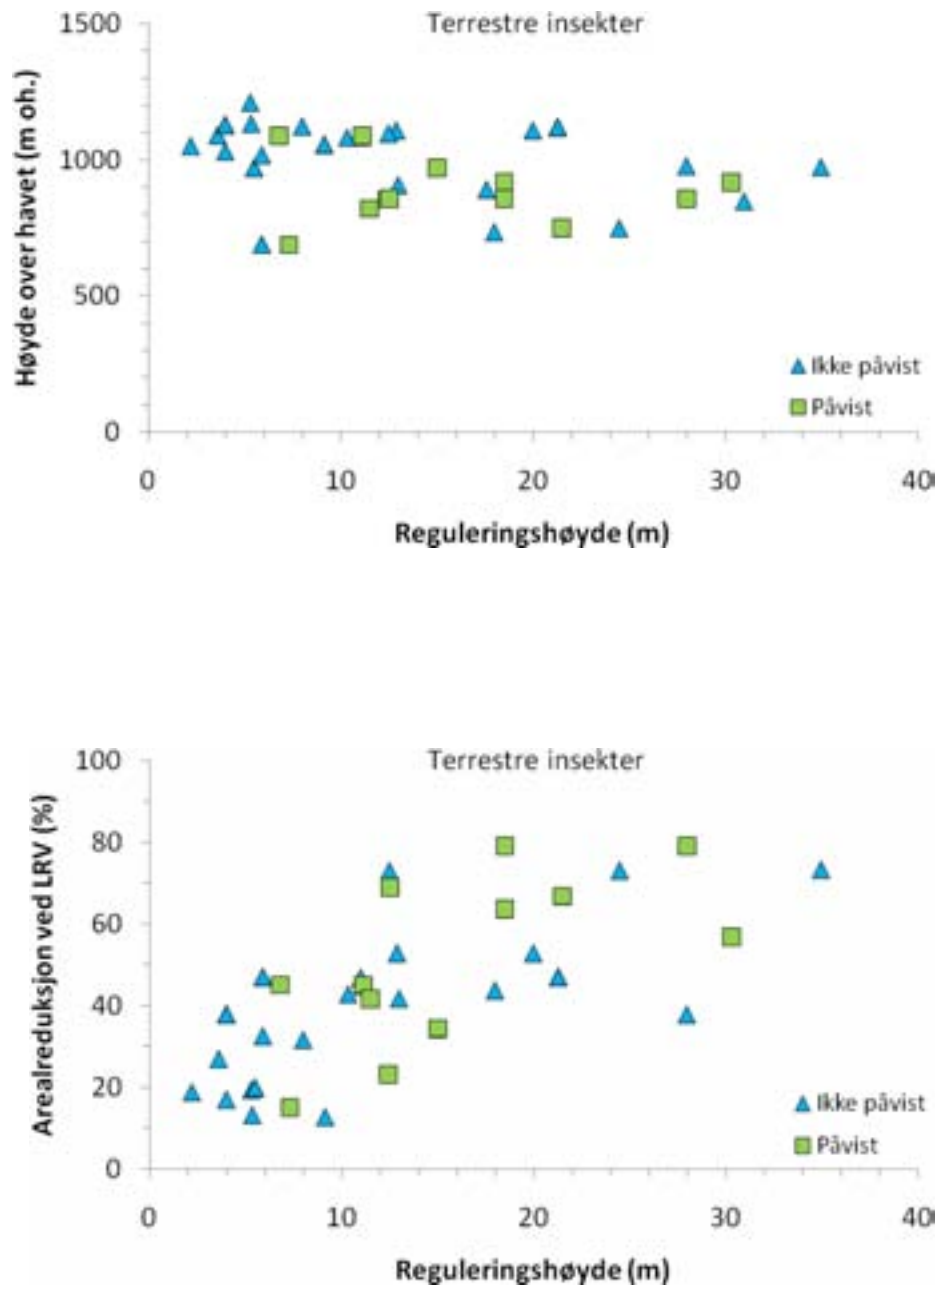 Terrestre insekter
Høyde over havet (m oh.)
1500
1000
500
0
Ikke påvist
Påvist
0 10 20 30 40
Reguleringshøyde (m)
Terrestre insekter
Arealreduksjon ved LRV (%)
100
80
60
40
20
0
Ikke påvist
Påvist
0 10 20 30 40
Reguleringshøyde (m)